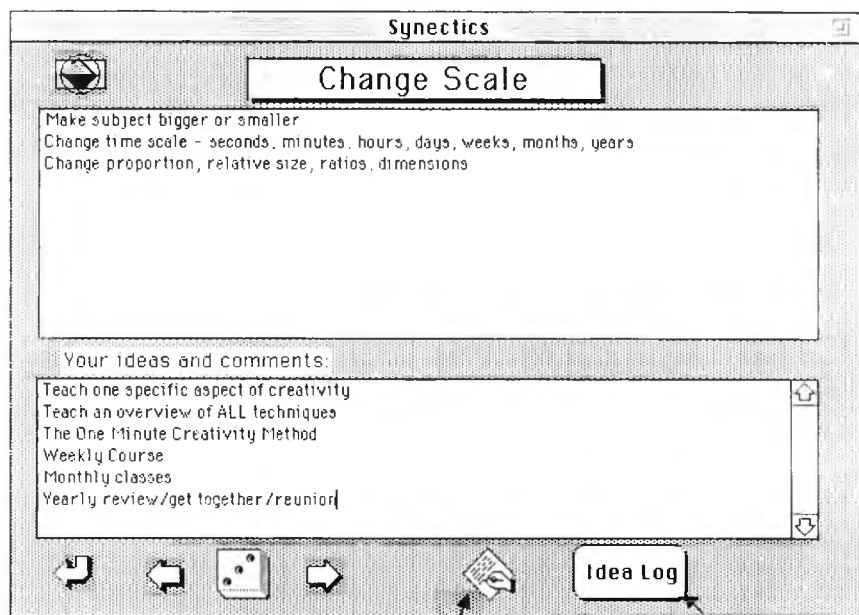 Synectics
Change Scale
Make subject bigger or smaller
Change time scale - seconds, minutes, hours, days, weeks, months, years
Change proportion, relative size, ratios, dimensions
Your ideas and comments:
Teach one specific aspect of creativity
Teach an overview of ALL techniques
The One Minute Creativity Method
Weekly Course
Monthly classes
Yearly review/get together/reunion
Idea Log